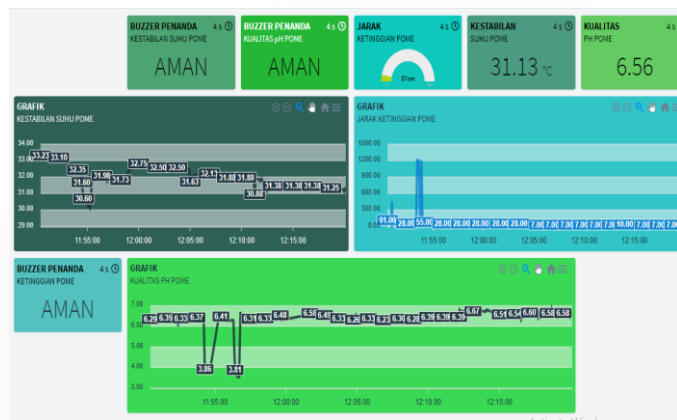 BUZZER PENANDA 4 s
KESTABILAN SUHU POME
AMAN
BUZZER PENANDA 4 s
KUALITAS pH POME
AMAN
JARAK 4 s
KETINGGIAN POME
27cm
KESTABILAN 4 s
SUHU POME
31.13 °C
KUALITAS 4 s
PH POME
6.56
GRAFIK
KESTABILAN SUHU POME
34.00
33.00
32.00
31.00
30.00
29.00
33.23 33.10 32.35 31.60 30.60 31.98 31.73 32.75 32.50 32.50 31.63 32.13 31.88 31.88 30.88 31.38 31.38 31.38 31.25
11:55:00 12:00:00 12:05:00 12:10:00 12:15:00
GRAFIK
JARAK KETINGGIAN POME
1500.00
1200.00
900.00
600.00
300.00
0.00
91.00 28.00 55.00 28.00 28.00 28.00 28.00 28.00 28.00 7.00 7.00 7.00 7.00 10.00 7.00 7.00
11:55:00 12:00:00 12:05:00 12:10:00 12:15:00
BUZZER PENANDA 4 s
KETINGGIAN POME
AMAN
GRAFIK
KUALITAS PH POME
7.00
6.00
5.00
4.00
3.00
6.29 6.35 6.33 6.37 3.86 6.41 3.81 6.31 6.33 6.48 6.58 6.45 6.33 6.26 6.33 6.23 6.30 6.28 6.39 6.39 6.39 6.67 6.51 6.54 6.60 6.58 6.58
11:55:00 12:00:00 12:05:00 12:10:00 12:15:00